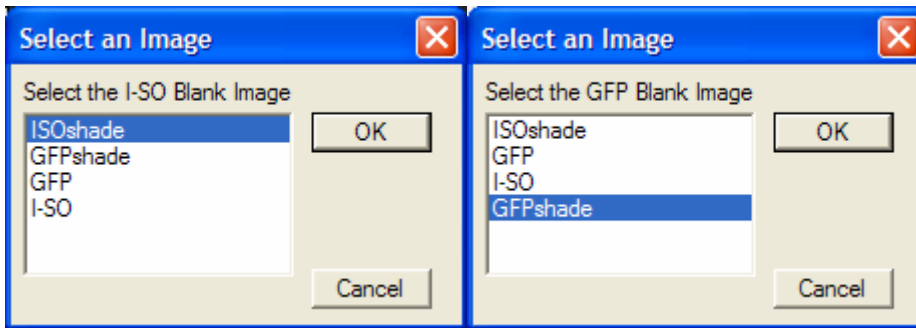 Select an Image
Select the I-SO Blank Image
ISOshade
OK
GFPshade
GFP
I-SO
Cancel
Select an Image
Select the GFP Blank Image
ISOshade
OK
GFP
I-SO
GFPshade
Cancel